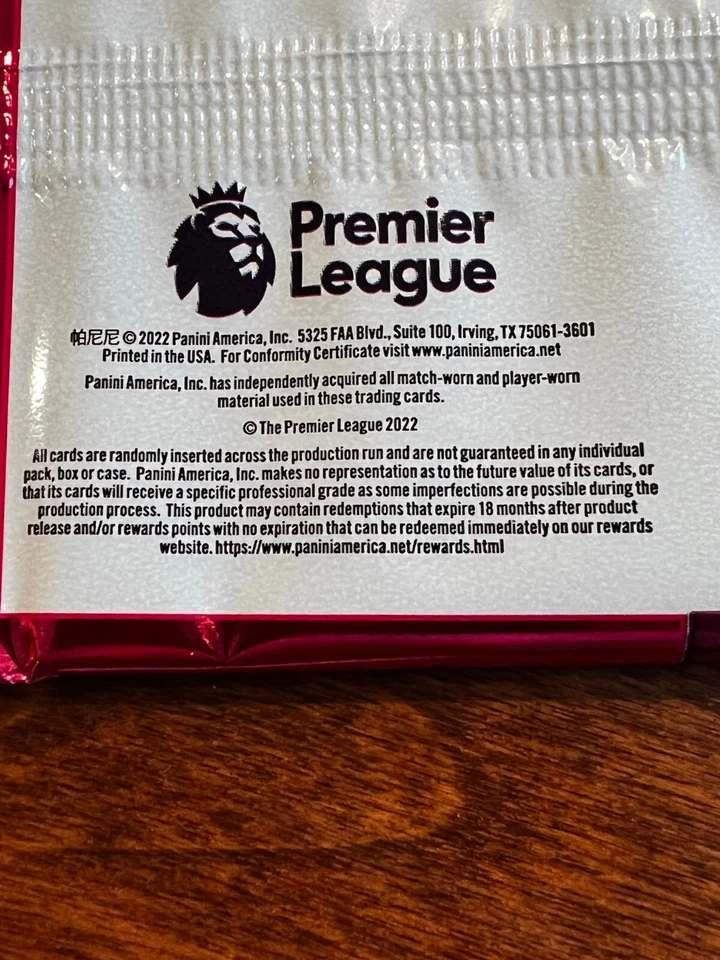 Premier
League
帕尼尼 © 2022 Panini America, Inc. 5325 FAA Blvd., Suite 100, Irving, TX 75061-3601
Printed in the USA. For Conformity Certificate visit www.paniniamerica.net
Panini America, Inc. has independently acquired all match-worn and player-worn
material used in these trading cards.
© The Premier League 2022
All cards are randomly inserted across the production run and are not guaranteed in any individual
pack, box or case. Panini America, Inc. makes no representation as to the future value of its cards, or
that its cards will receive a specific professional grade as some imperfections are possible during the
production process. This product may contain redemptions that expire 18 months after product
release and/or rewards points with no expiration that can be redeemed immediately on our rewards
website. https://www.paniniamerica.net/rewards.html